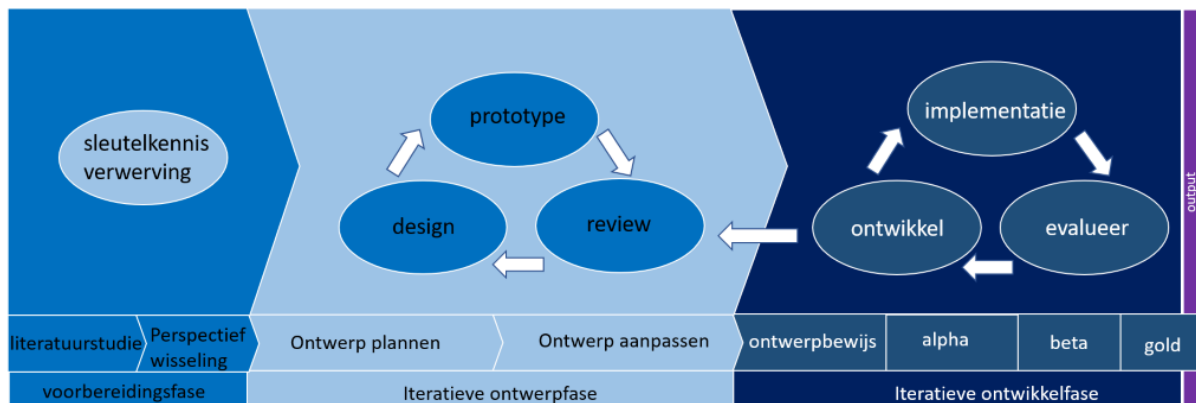 sleutelkennis
verwerving
prototype
design
review
implementatie
ontwikkel
evalueer
output
literatuurstudie
Perspectief
wisseling
Ontwerp plannen
Ontwerp aanpassen
ontwerpbewijs
alpha
beta
gold
voorbereidingsfase
Iteratieve ontwerpfase
Iteratieve ontwikkelfase